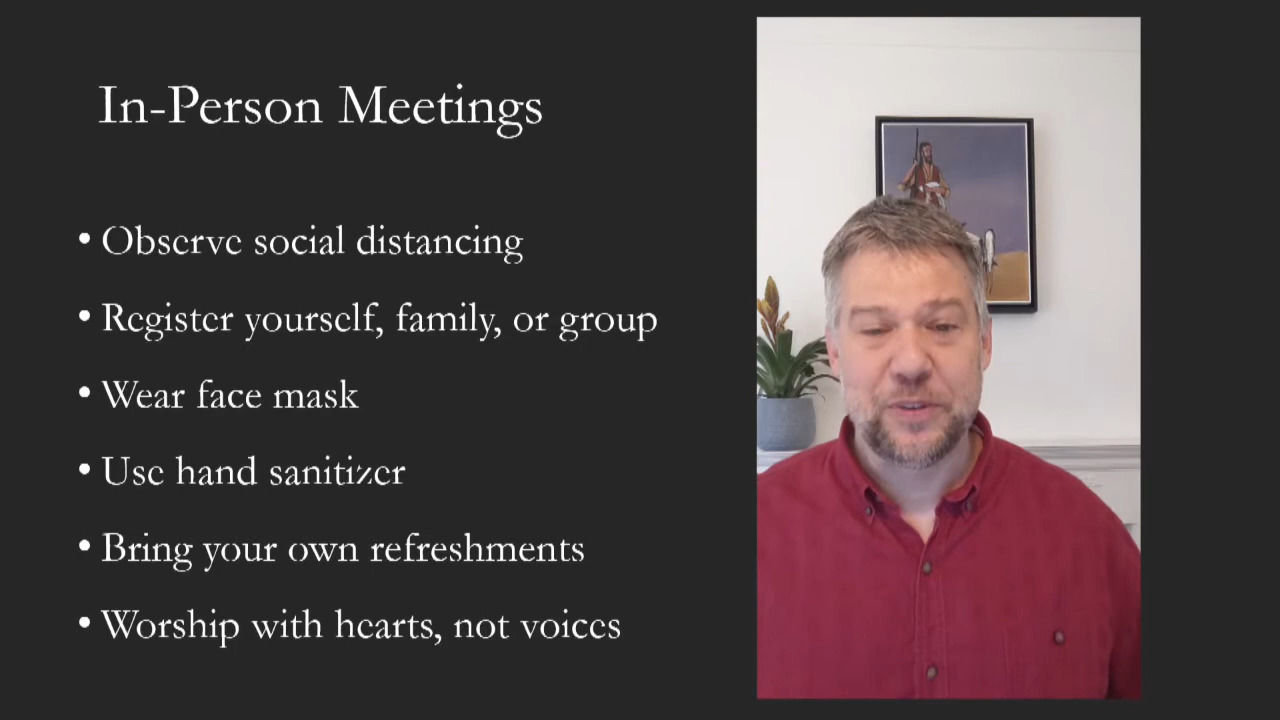 In-Person Meetings
• Observe social distancing
• Register yourself, family, or group
• Wear face mask
• Use hand sanitizer
• Bring your own refreshments
• Worship with hearts, not voices